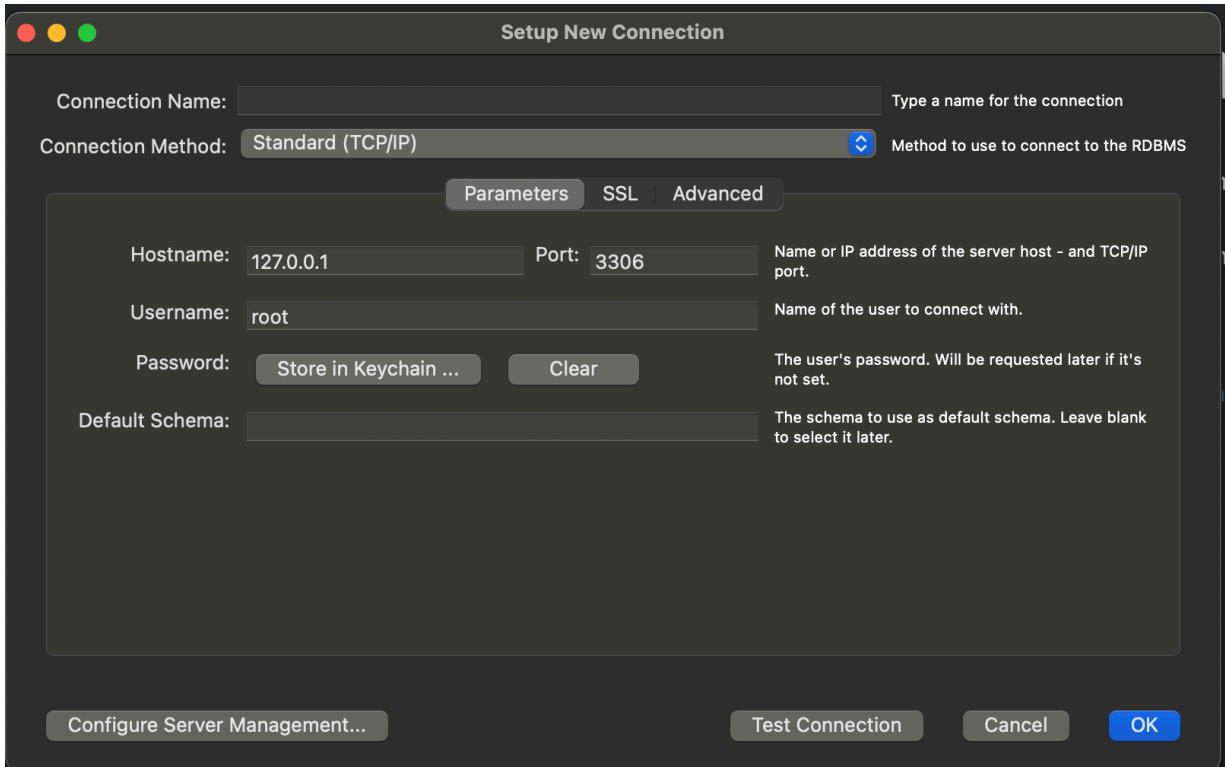 Setup New Connection
Connection Name:
Type a name for the connection
Connection Method:
Standard (TCP/IP)
Method to use to connect to the RDBMS
Parameters
SSL
Advanced
Hostname:
127.0.0.1
Port:
3306
Name or IP address of the server host - and TCP/IP
port.
Username:
root
Name of the user to connect with.
Password:
Store in Keychain ...
Clear
The user's password. Will be requested later if it's
not set.
Default Schema:
The schema to use as default schema. Leave blank
to select it later.
Configure Server Management...
Test Connection
Cancel
OK